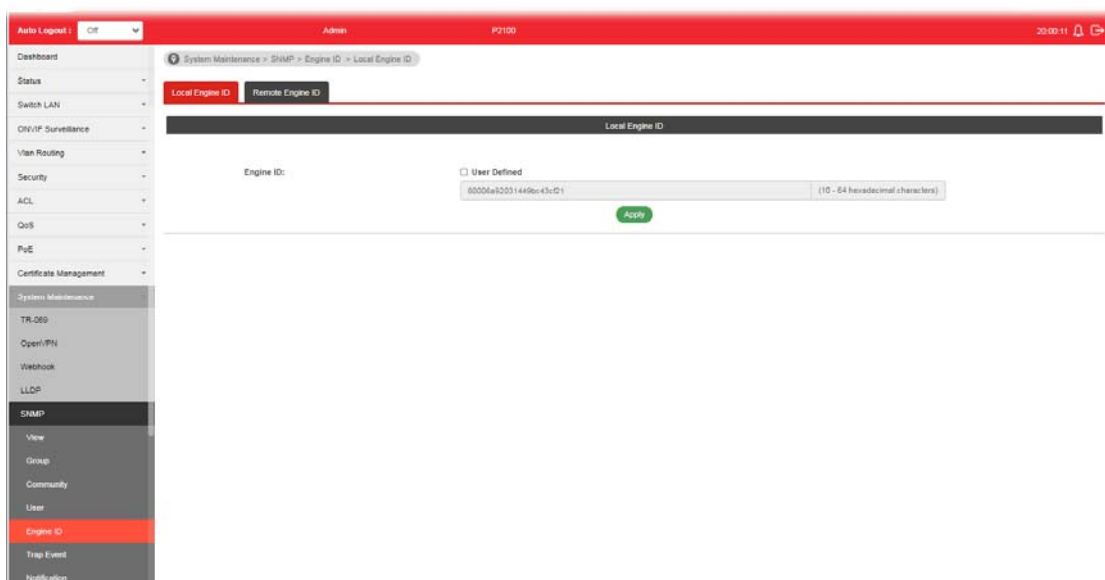 Auto Logout : Off Admin P2100 20:00:11
Dashboard
System Maintenance > SNMP > Engine ID > Local Engine ID
Status
Local Engine ID Remote Engine ID
Switch LAN
ONVIF Surveillance
Local Engine ID
Vlan Routing
Security
Engine ID: User Defined
(10 - 64 hexadecimal characters)
ACL
QoS
Apply
PoE
Certificate Management
System Maintenance
TR-069
OpenVPN
Webhook
LLDP
SNMP
View
Group
Community
User
Engine ID
Trap Event
Notification